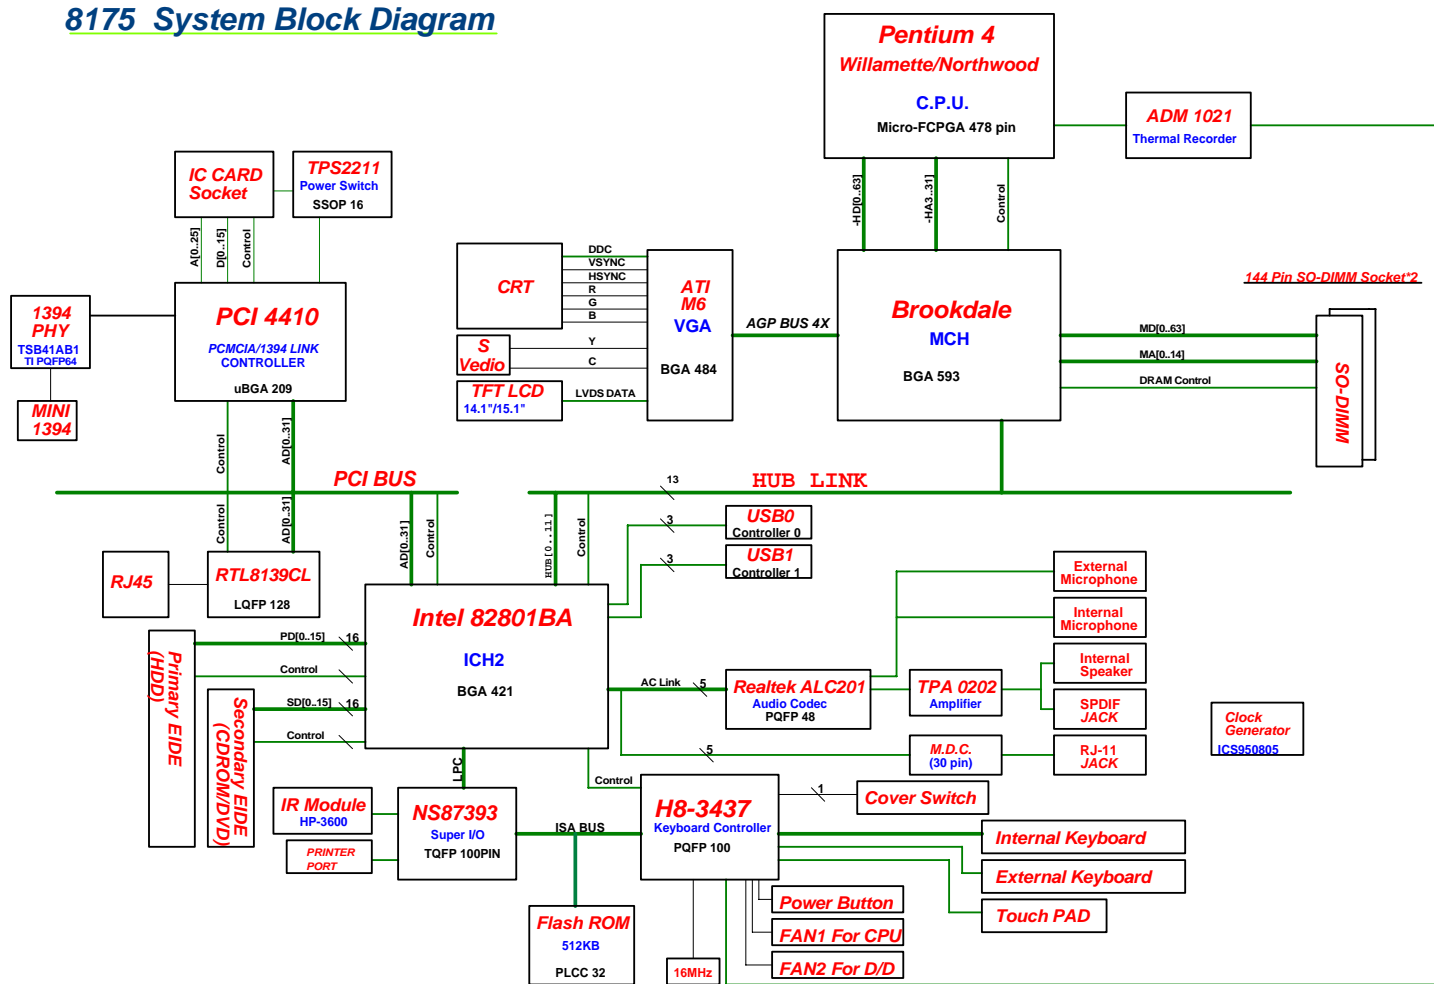 8175 System Block Diagram
Pentium 4
Willamette/Northwood
C.P.U.
Micro-FCPGA 478 pin
ADM 1021
Thermal Recorder
IC CARD
Socket
TPS2211
Power Switch
SSOP 16
-HD[0..63]
-HA3..31]
Control
A[0..25]
D[0..15]
Control
CRT
DDC
VSYNC
HSYNC
R
G
B
ATI
M6
VGA
BGA 484
AGP BUS 4X
Brookdale
MCH
BGA 593
144 Pin SO-DIMM Socket*2
MD[0..63]
MA[0..14]
DRAM Control
SO-DIMM
1394
PHY
TSB41AB1
TI PQFP64
PCI 4410
PCMCIA/1394 LINK
CONTROLLER
uBGA 209
S
Vedio
Y
C
TFT LCD
14.1"/15.1"
LVDS DATA
MINI
1394
Control
AD[0..31]
PCI BUS
13
HUB LINK
Control
AD[0..31]
AD[0..31]
Control
HUB[0..11]
Control
3
USB0
Controller 0
3
USB1
Controller 1
RJ45
RTL8139CL
LQFP 128
Intel 82801BA
ICH2
BGA 421
External
Microphone
Internal
Microphone
Primary EIDE
(HDD)
PD[0..15]
16
Control
Secondary EIDE
(CDROM/DVD)
SD[0..15]
16
Control
AC Link
5
Realtek ALC201
Audio Codec
PQFP 48
TPA 0202
Amplifier
Internal
Speaker
SPDIF
JACK
5
M.D.C.
(30 pin)
RJ-11
JACK
Clock
Generator
ICS950805
LPC
Control
IR Module
HP-3600
NS87393
Super I/O
TQFP 100PIN
PRINTER
PORT
ISA BUS
H8-3437
Keyboard Controller
PQFP 100
1
Cover Switch
Internal Keyboard
External Keyboard
Touch PAD
Flash ROM
512KB
PLCC 32
16MHz
Power Button
FAN1 For CPU
FAN2 For D/D